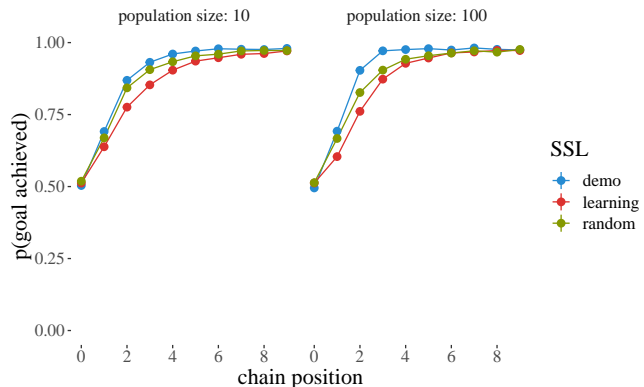 population size: 10
population size: 100
p(goal achieved)
1.00
0.75
0.50
0.25
0.00
0 2 4 6 8
0 2 4 6 8
chain position
SSL
demo
learning
random